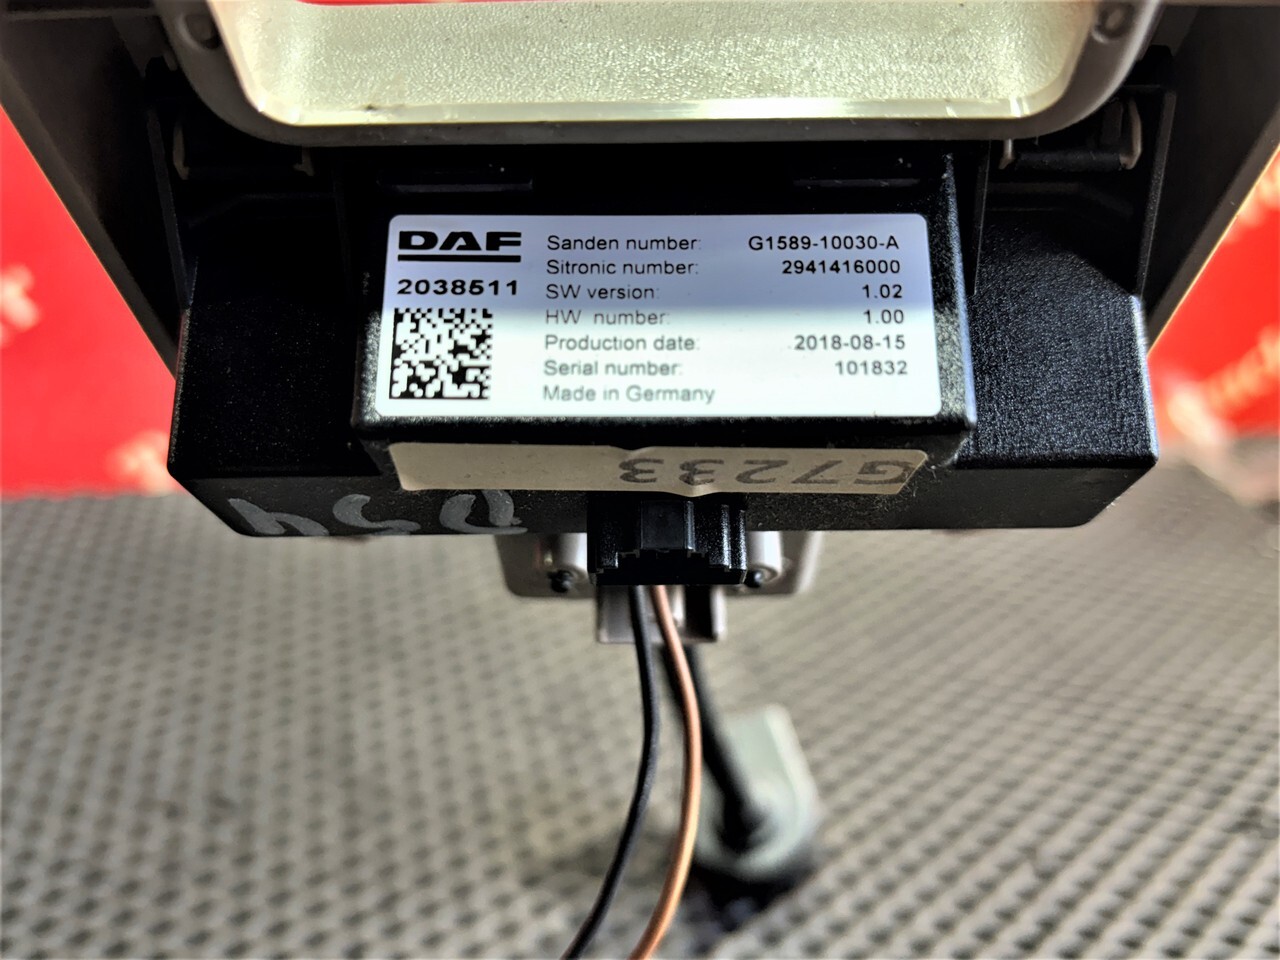 DAF
2038511
Sanden number: G1589-10030-A
Sitronic number: 2941416000
SW version: 1.02
HW number: 1.00
Production date: 2018-08-15
Serial number: 101832
Made in Germany
G7233